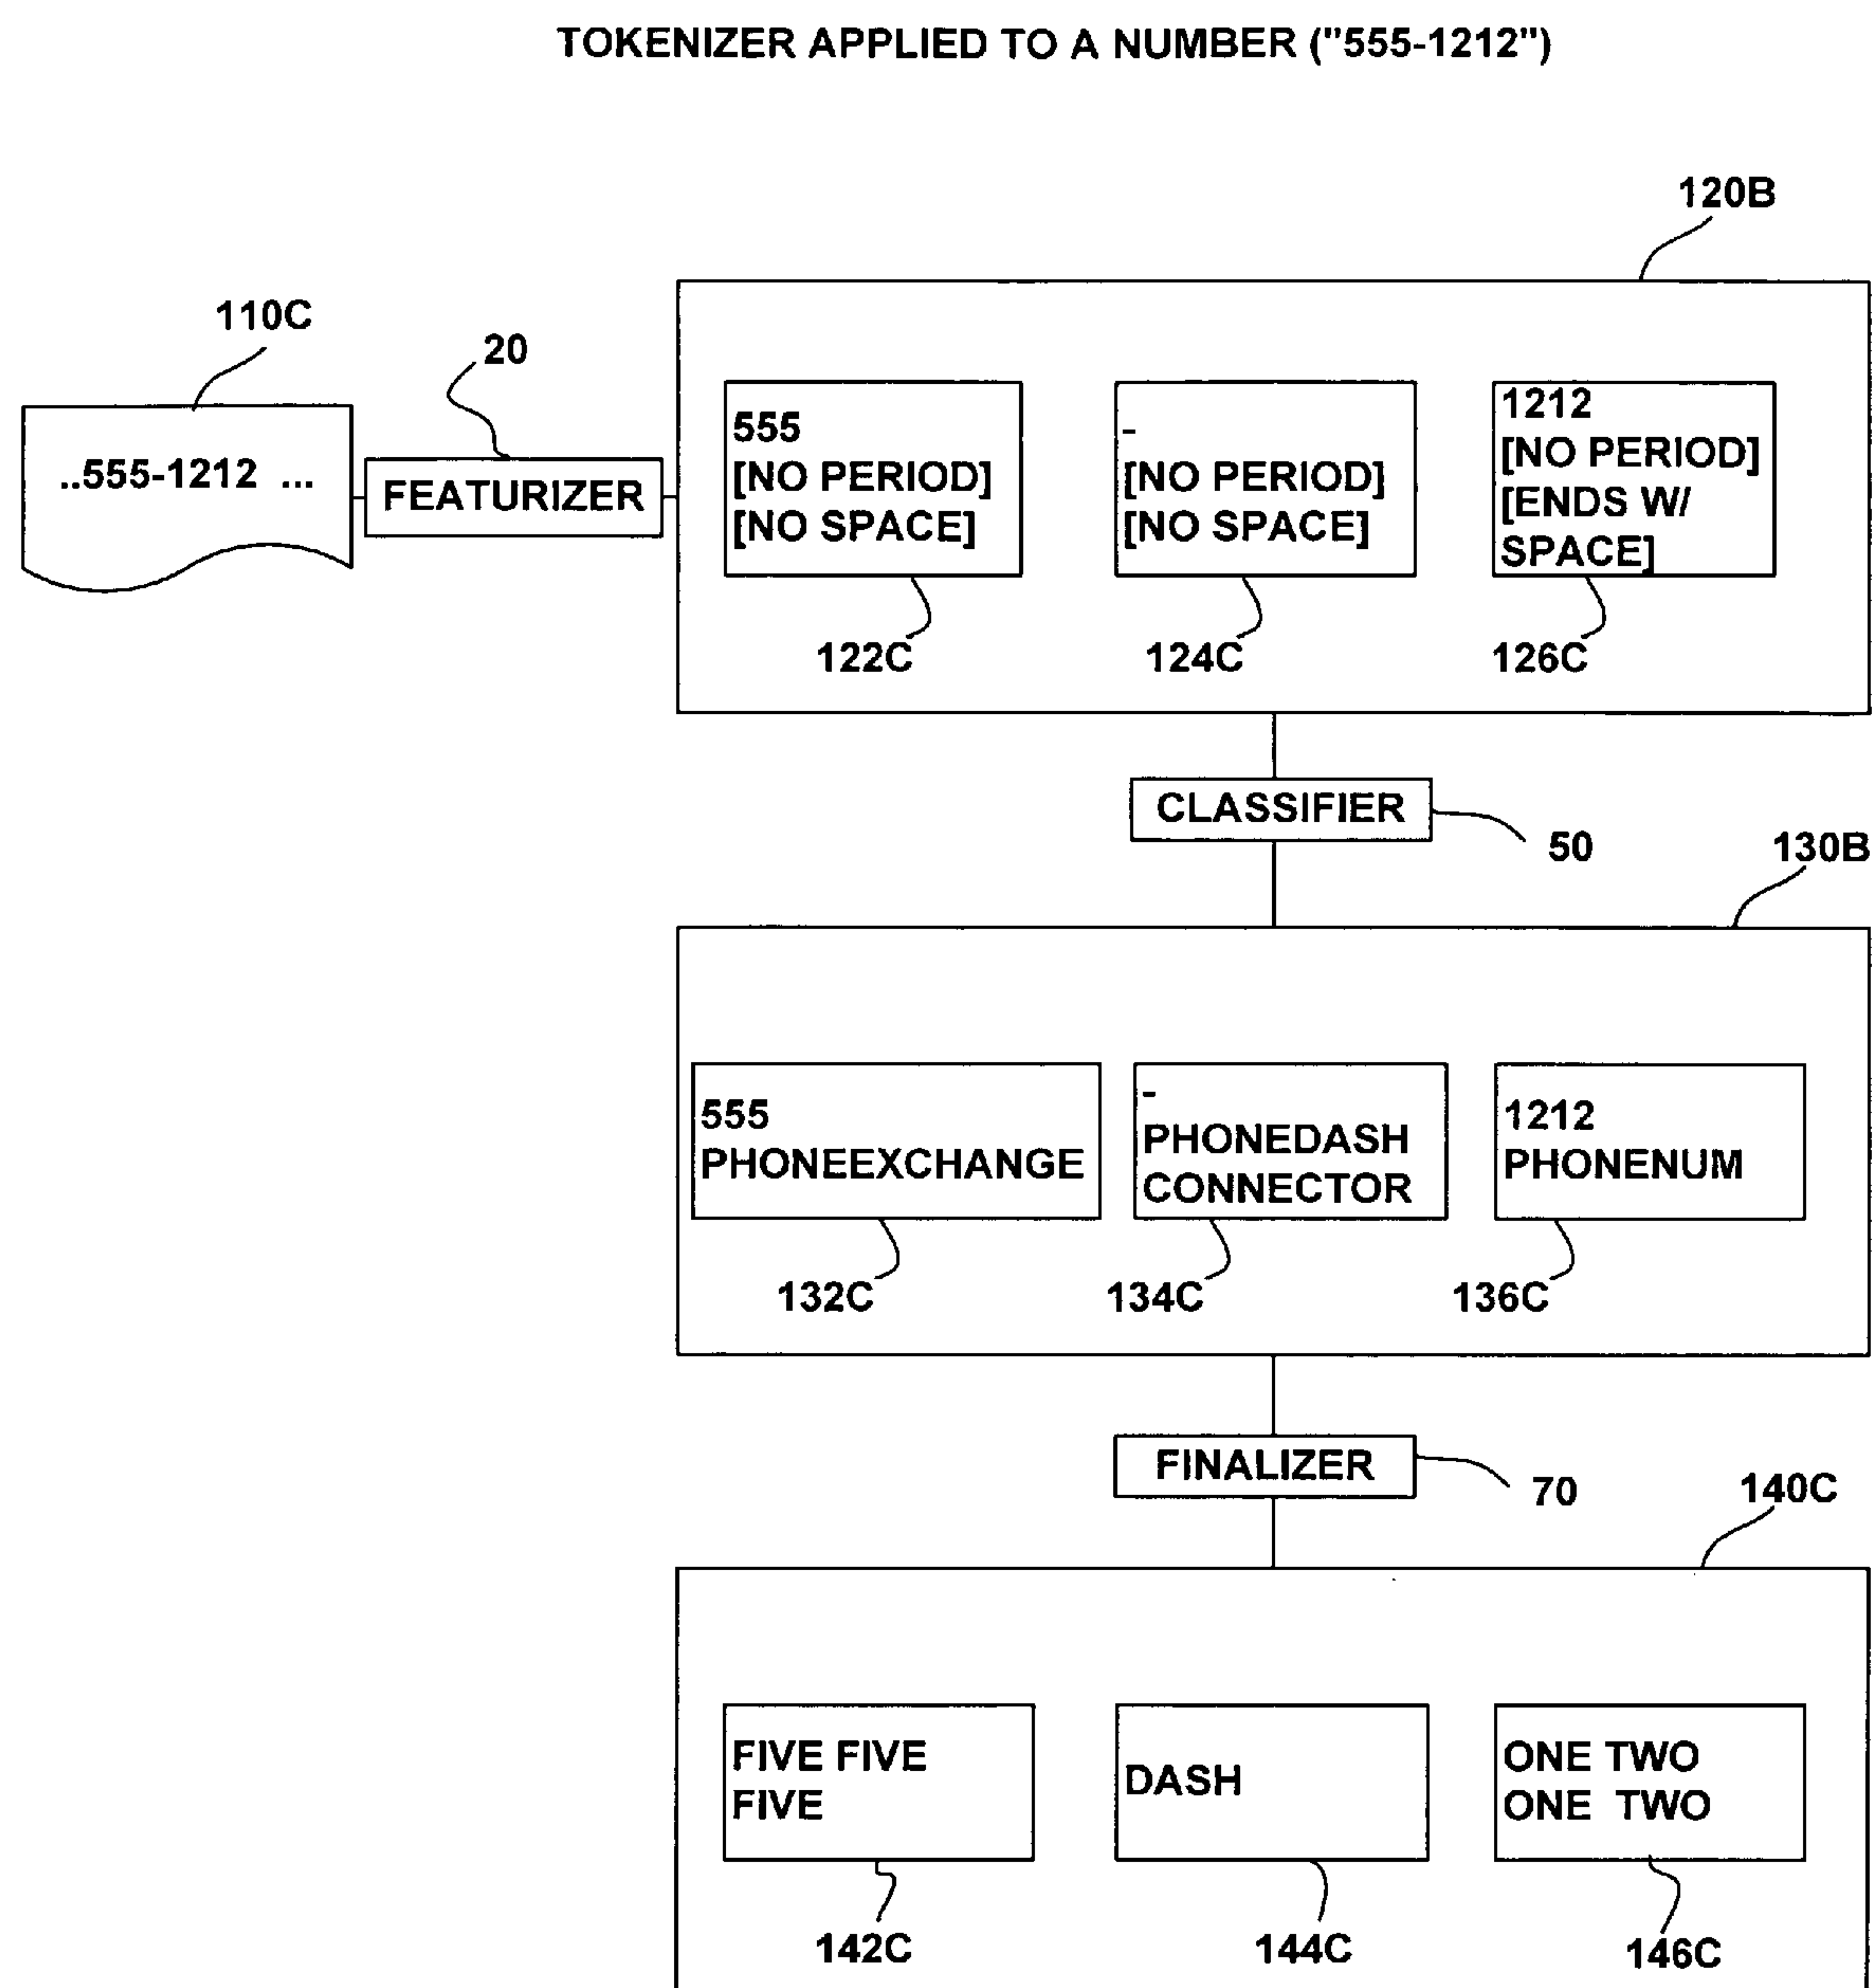 TOKENIZER APPLIED TO A NUMBER ("555-1212")
120B
110C
20
..555-1212 ...
FEATURIZER
555
[NO PERIOD]
[NO SPACE]
-
[NO PERIOD]
[NO SPACE]
1212
[NO PERIOD]
[ENDS W/
SPACE]
122C
124C
126C
CLASSIFIER
50
130B
555
PHONEEXCHANGE
-
PHONEDASH
CONNECTOR
1212
PHONENUM
132C
134C
136C
FINALIZER
70
140C
FIVE FIVE
FIVE
DASH
ONE TWO
ONE TWO
142C
144C
146C